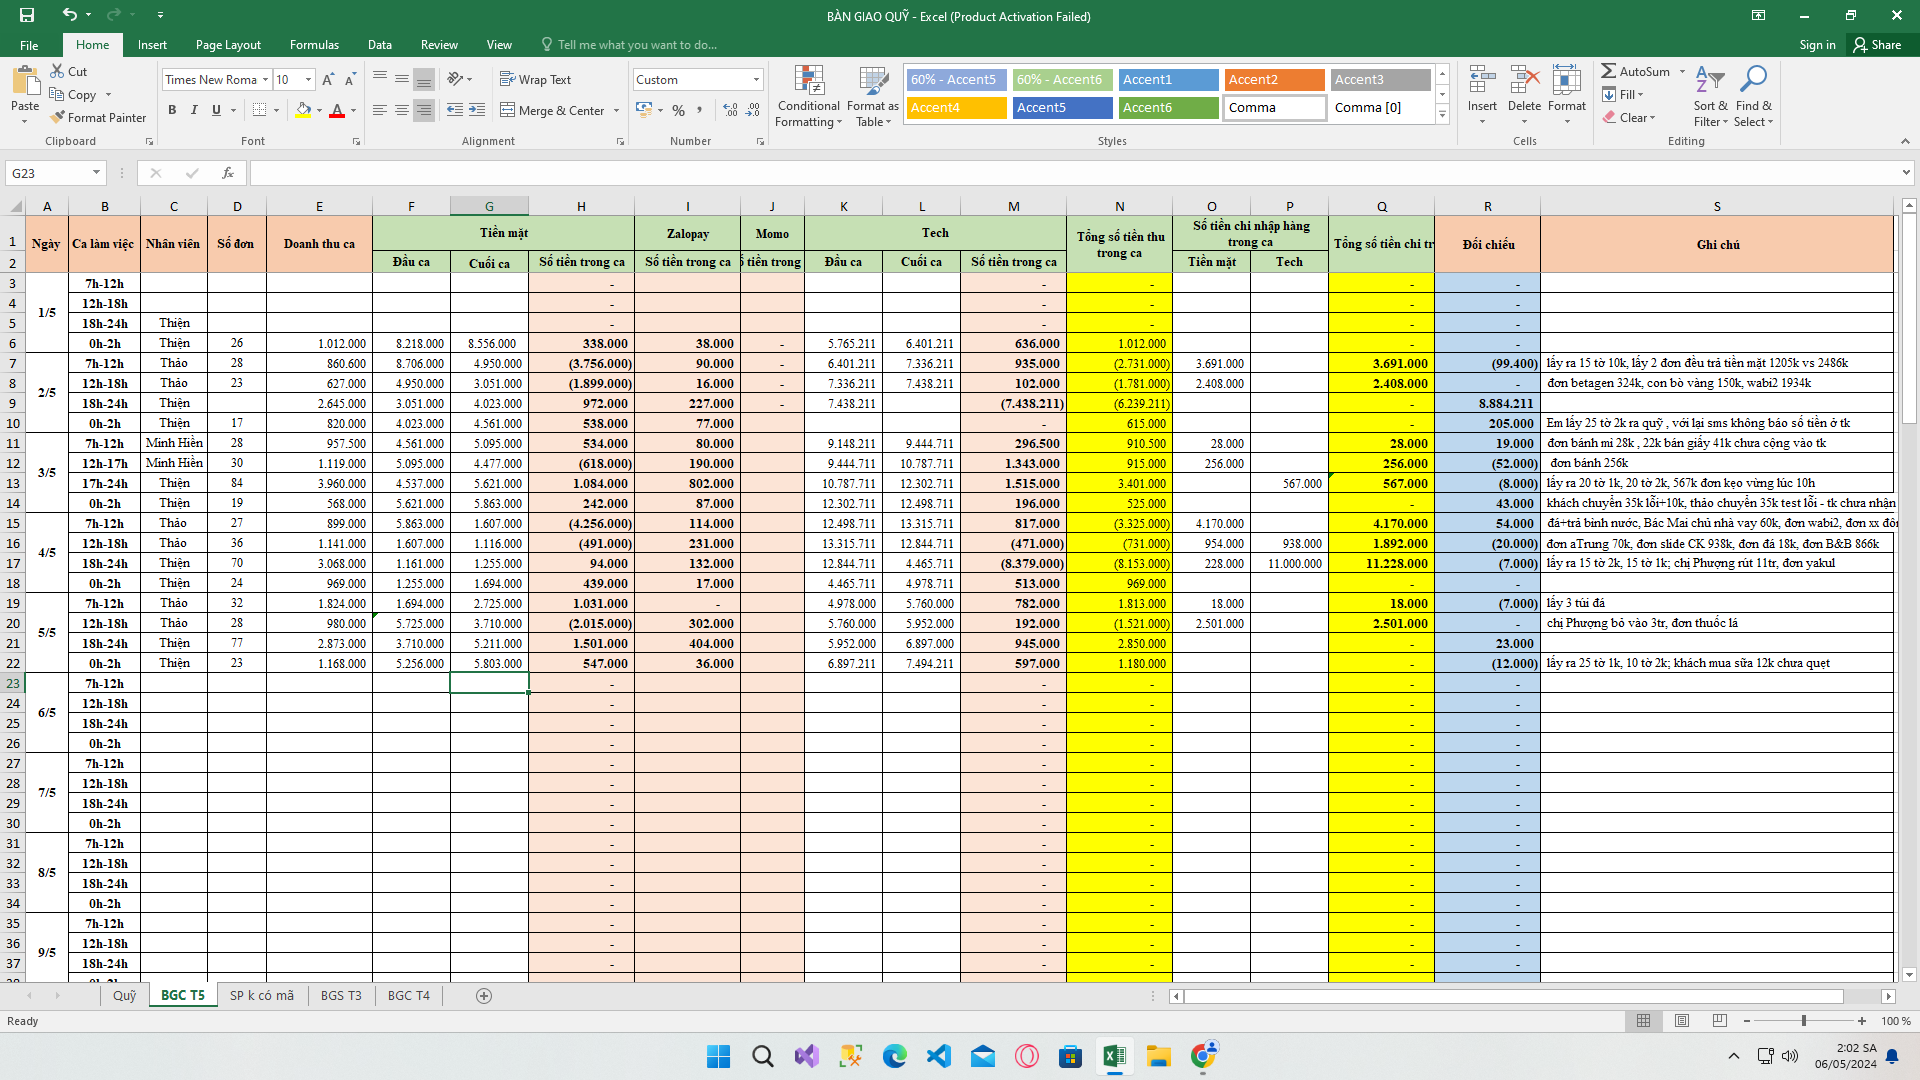 BÀN GIAO QUỸ - Excel (Product Activation Failed)
File Home Insert Page Layout Formulas Data Review View Tell me what you want to do... Sign in Share
Cut
Copy
Format Painter
Paste
Clipboard
Times New Roma 10
B I U
Font
Wrap Text
Merge & Center
Alignment
Custom
% ,
Number
Conditional Formatting
Format as Table
60% - Accent5 60% - Accent6 Accent1 Accent2 Accent3
Accent4 Accent5 Accent6 Comma Comma [0]
Styles
Insert Delete Format
Cells
AutoSum
Fill
Clear
Sort & Filter
Find & Select
Editing
G23 fx
A B C D E F G H I J K L M N O P Q R S
1 Ngày Ca làm việc Nhân viên Số đơn Doanh thu ca Tiền mặt Zalopay Momo Tech Tổng số tiền thu trong ca Số tiền chi nhập hàng trong ca Tổng số tiền chi tr Đối chiếu Ghi chú
2 Đầu ca Cuối ca Số tiền trong ca Số tiền trong ca tiền trong Đầu ca Cuối ca Số tiền trong ca Tiền mặt Tech
3 1/5 7h-12h - - - - -
4 12h-18h - - - - -
5 18h-24h Thiện - - - - -
6 0h-2h Thiện 26 1.012.000 8.218.000 8.556.000 338.000 38.000 - 5.765.211 6.401.211 636.000 1.012.000 - -
7 2/5 7h-12h Thảo 28 860.600 8.706.000 4.950.000 (3.756.000) 90.000 - 6.401.211 7.336.211 935.000 (2.731.000) 3.691.000 3.691.000 (99.400) lấy ra 15 tờ 10k, lấy 2 đơn đều trả tiền mặt 1205k vs 2486k
8 12h-18h Thảo 23 627.000 4.950.000 3.051.000 (1.899.000) 16.000 - 7.336.211 7.438.211 102.000 (1.781.000) 2.408.000 2.408.000 - đơn betagen 324k, con bò vàng 150k, wabi2 1934k
9 18h-24h Thiện 2.645.000 3.051.000 4.023.000 972.000 227.000 - 7.438.211 (7.438.211) (6.239.211) - 8.884.211
10 0h-2h Thiện 17 820.000 4.023.000 4.561.000 538.000 77.000 - 615.000 - 205.000 Em lấy 25 tờ 2k ra quỹ , với lại sms không báo số tiền ở tk
11 3/5 7h-12h Minh Hiền 28 957.500 4.561.000 5.095.000 534.000 80.000 9.148.211 9.444.711 296.500 910.500 28.000 28.000 19.000 đơn bánh mì 28k , 22k bán giấy 41k chưa cộng vào tk
12 12h-17h Minh Hiền 30 1.119.000 5.095.000 4.477.000 (618.000) 190.000 9.444.711 10.787.711 1.343.000 915.000 256.000 256.000 (52.000) đơn bánh 256k
13 17h-24h Thiện 84 3.960.000 4.537.000 5.621.000 1.084.000 802.000 10.787.711 12.302.711 1.515.000 3.401.000 567.000 567.000 (8.000) lấy ra 20 tờ 1k, 20 tờ 2k, 567k đơn kẹo vừng lúc 10h
14 0h-2h Thiện 19 568.000 5.621.000 5.863.000 242.000 87.000 12.302.711 12.498.711 196.000 525.000 - 43.000 khách chuyển 35k lỗi+10k, thảo chuyển 35k test lỗi - tk chưa nhận
15 4/5 7h-12h Thảo 27 899.000 5.863.000 1.607.000 (4.256.000) 114.000 12.498.711 13.315.711 817.000 (3.325.000) 4.170.000 4.170.000 54.000 đá+trả bình nước, Bác Mai chủ nhà vay 60k, đơn wabi2, đơn xx đôn
16 12h-18h Thảo 36 1.141.000 1.607.000 1.116.000 (491.000) 231.000 13.315.711 12.844.711 (471.000) (731.000) 954.000 938.000 1.892.000 (20.000) đơn aTrung 70k, đơn slide CK 938k, đơn đá 18k, đơn B&B 866k
17 18h-24h Thiện 70 3.068.000 1.161.000 1.255.000 94.000 132.000 12.844.711 4.465.711 (8.379.000) (8.153.000) 228.000 11.000.000 11.228.000 (7.000) lấy ra 15 tờ 2k, 15 tờ 1k; chị Phượng rút 11tr, đơn yakul
18 0h-2h Thiện 24 969.000 1.255.000 1.694.000 439.000 17.000 4.465.711 4.978.711 513.000 969.000 - -
19 5/5 7h-12h Thảo 32 1.824.000 1.694.000 2.725.000 1.031.000 - 4.978.000 5.760.000 782.000 1.813.000 18.000 18.000 (7.000) lấy 3 túi đá
20 12h-18h Thảo 28 980.000 5.725.000 3.710.000 (2.015.000) 302.000 5.760.000 5.952.000 192.000 (1.521.000) 2.501.000 2.501.000 - chị Phượng bỏ vào 3tr, đơn thuốc lá
21 18h-24h Thiện 77 2.873.000 3.710.000 5.211.000 1.501.000 404.000 5.952.000 6.897.000 945.000 2.850.000 - 23.000
22 0h-2h Thiện 23 1.168.000 5.256.000 5.803.000 547.000 36.000 6.897.211 7.494.211 597.000 1.180.000 - (12.000) lấy ra 25 tờ 1k, 10 tờ 2k; khách mua sữa 12k chưa quẹt
23 6/5 7h-12h - - - - -
24 12h-18h - - - - -
25 18h-24h - - - - -
26 0h-2h - - - - -
27 7/5 7h-12h - - - - -
28 12h-18h - - - - -
29 18h-24h - - - - -
30 0h-2h - - - - -
31 8/5 7h-12h - - - - -
32 12h-18h - - - - -
33 18h-24h - - - - -
34 0h-2h - - - - -
35 9/5 7h-12h - - - - -
36 12h-18h - - - - -
37 18h-24h - - - - -
Quỹ BGC T5 SP k có mã BGS T3 BGC T4
Ready 100 %
2:02 SA
06/05/2024